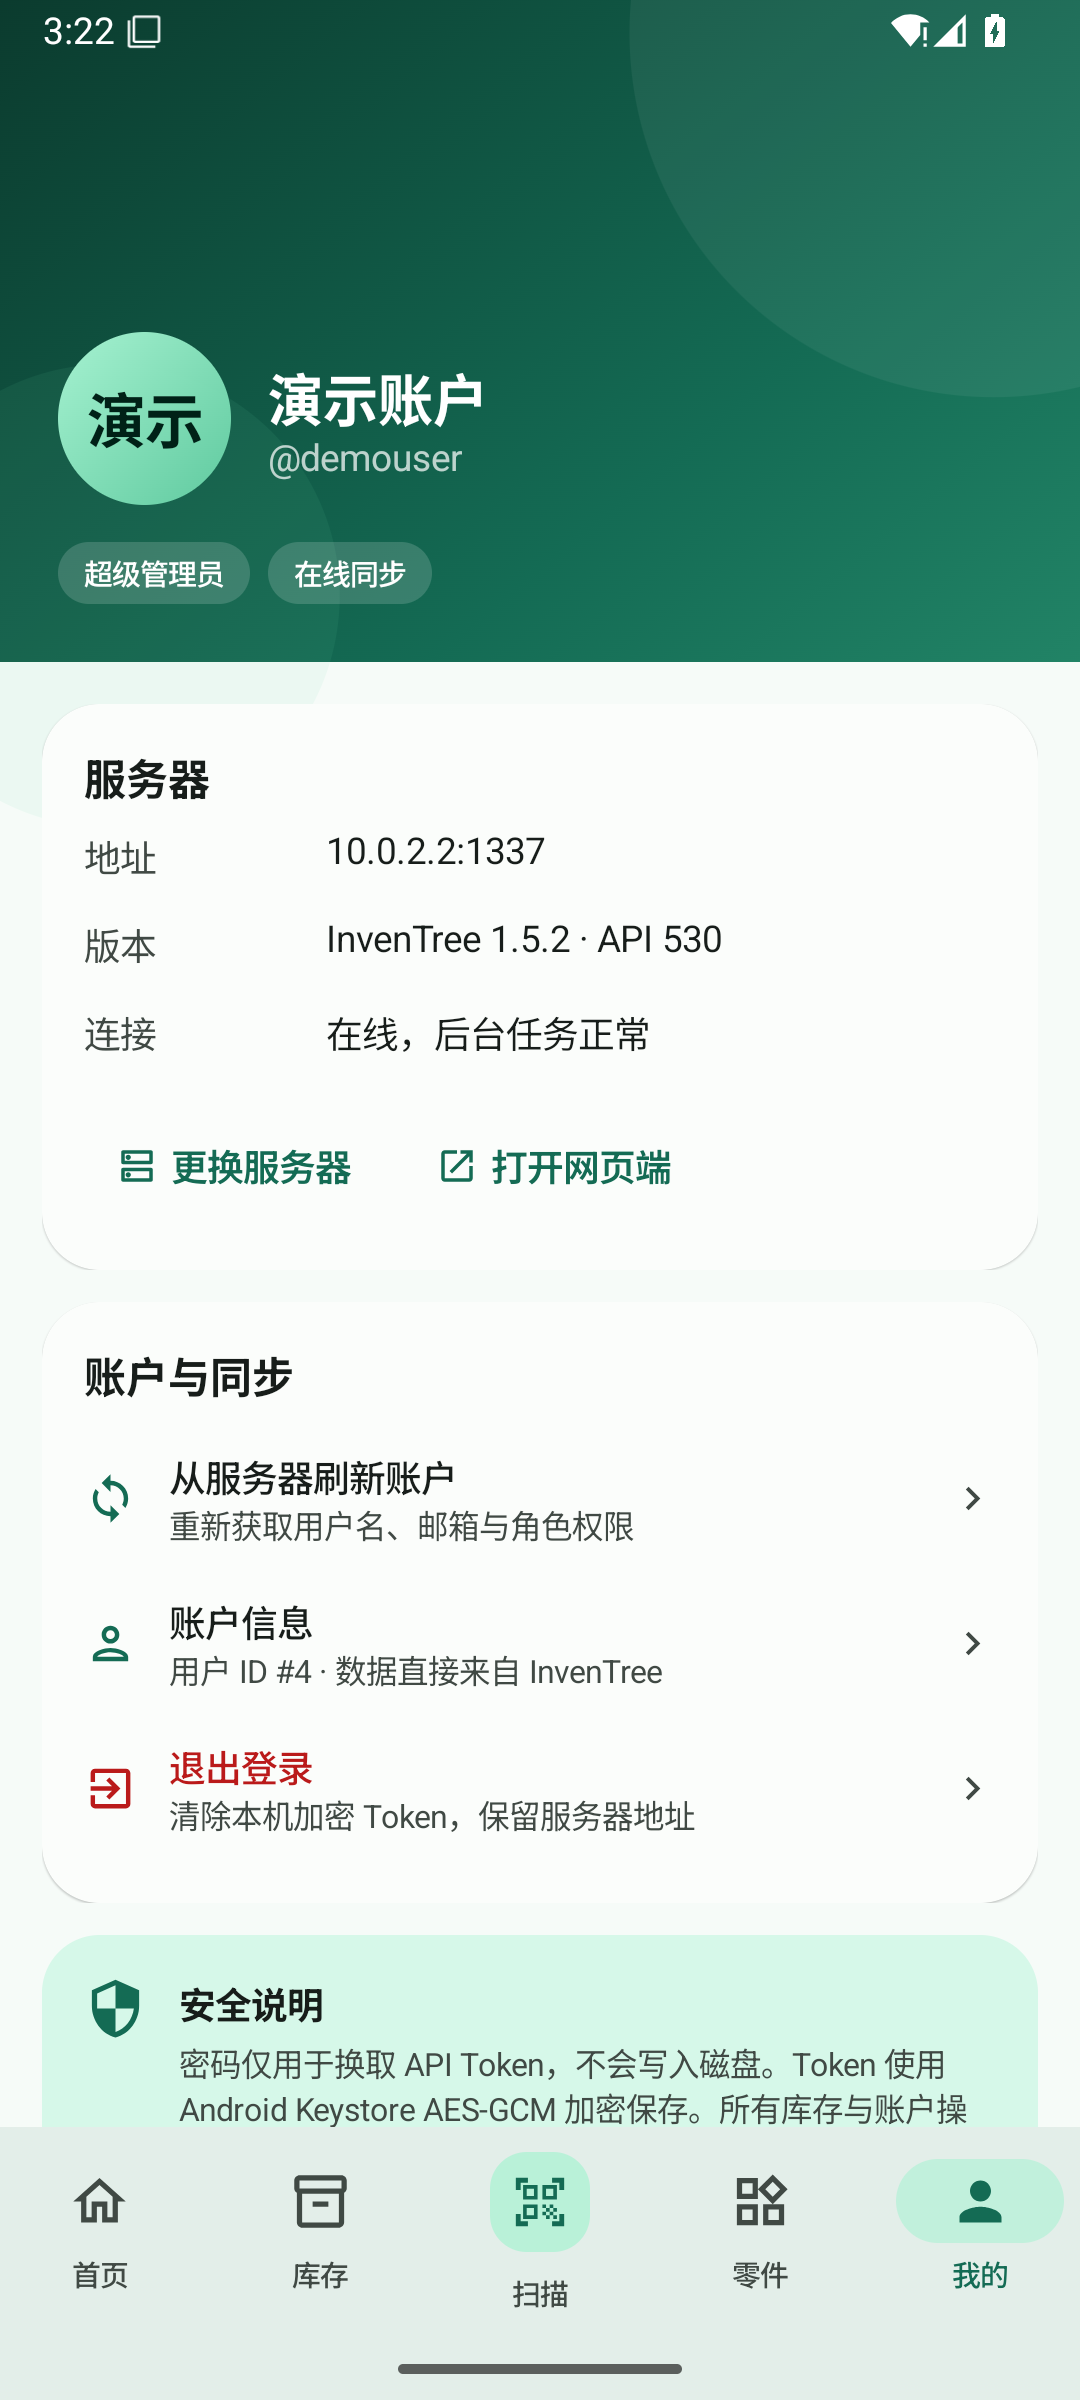 3:22
演示
演示账户
@demouser
超级管理员
在线同步
服务器
地址
10.0.2.2:1337
版本
InvenTree 1.5.2 · API 530
连接
在线，后台任务正常
更换服务器
打开网页端
账户与同步
从服务器刷新账户
重新获取用户名、邮箱与角色权限
账户信息
用户 ID #4 · 数据直接来自 InvenTree
退出登录
清除本机加密 Token，保留服务器地址
安全说明
密码仅用于换取 API Token，不会写入磁盘。Token 使用
Android Keystore AES-GCM 加密保存。所有库存与账户操
首页
库存
扫描
零件
我的